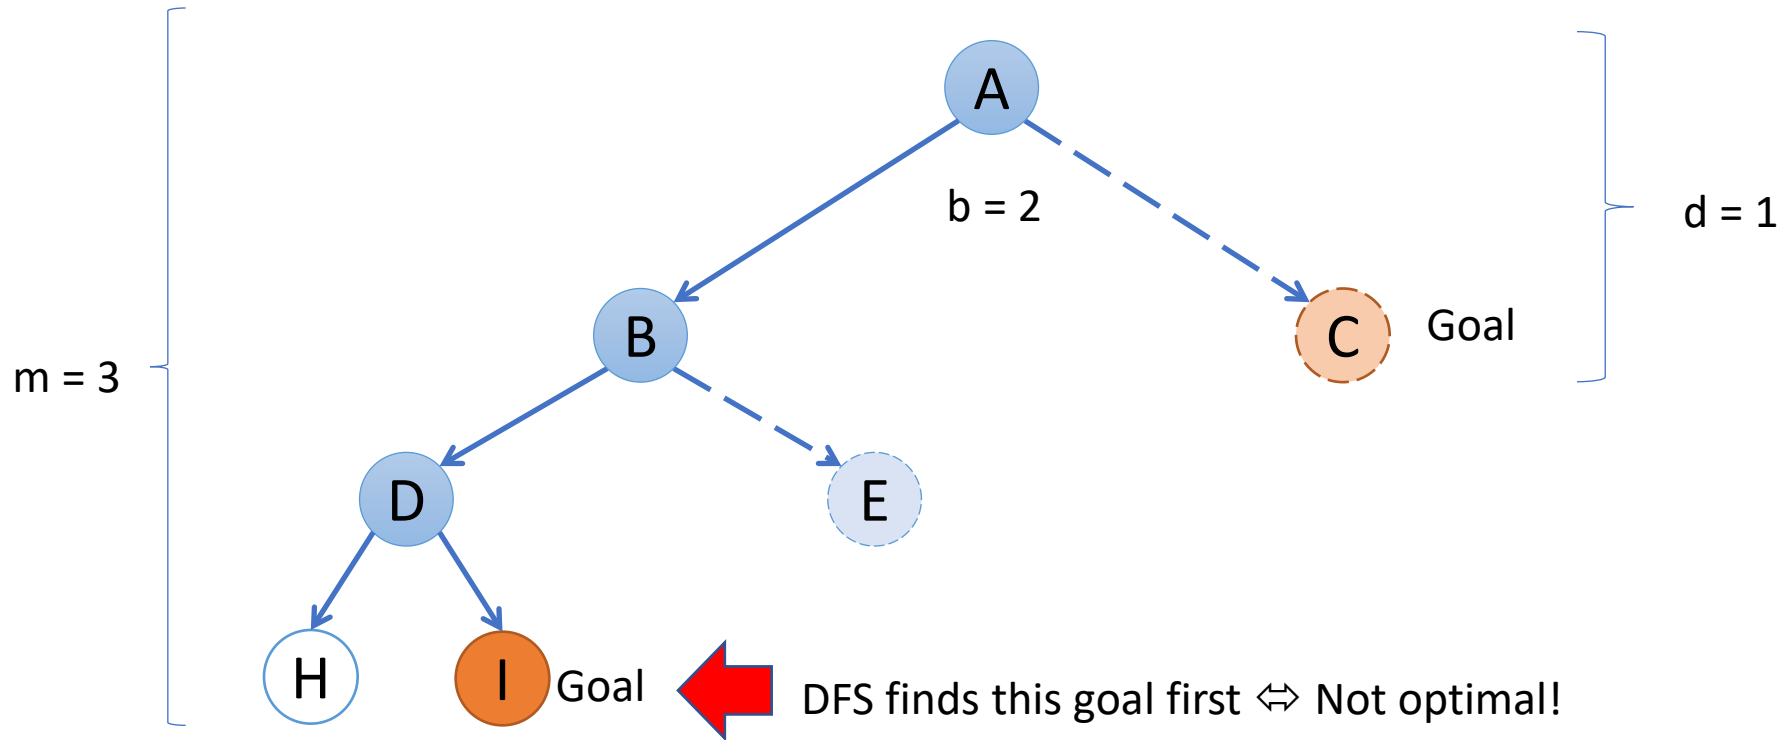 A
b = 2
d = 1
B
C Goal
m = 3
D
E
H
I Goal
DFS finds this goal first ⬄ Not optimal!